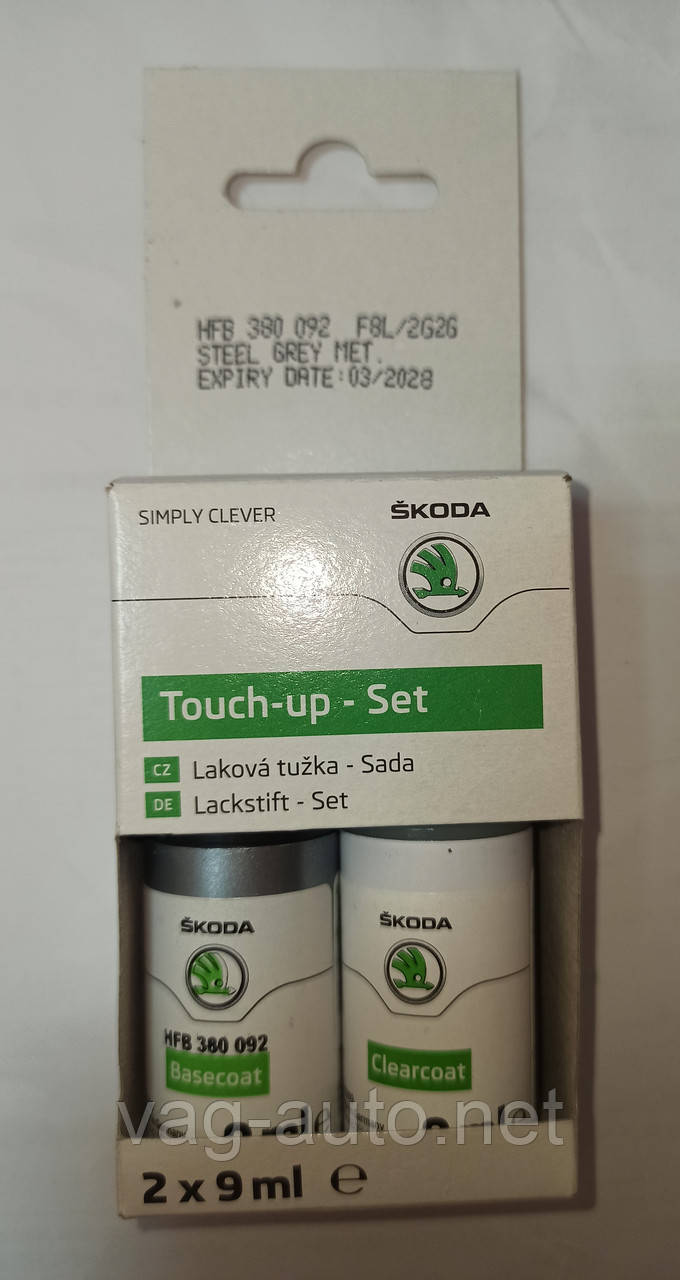 HFB 380 092 F8L/2G2G
STEEL GREY MET.
EXPIRY DATE:03/2028
SIMPLY CLEVER ŠKODA
Touch-up - Set
CZ Laková tužka - Sada
DE Lackstift - Set
ŠKODA ŠKODA
HFB 380 092
Basecoat Clearcoat
vag-auto.net
2 x 9 ml ℮